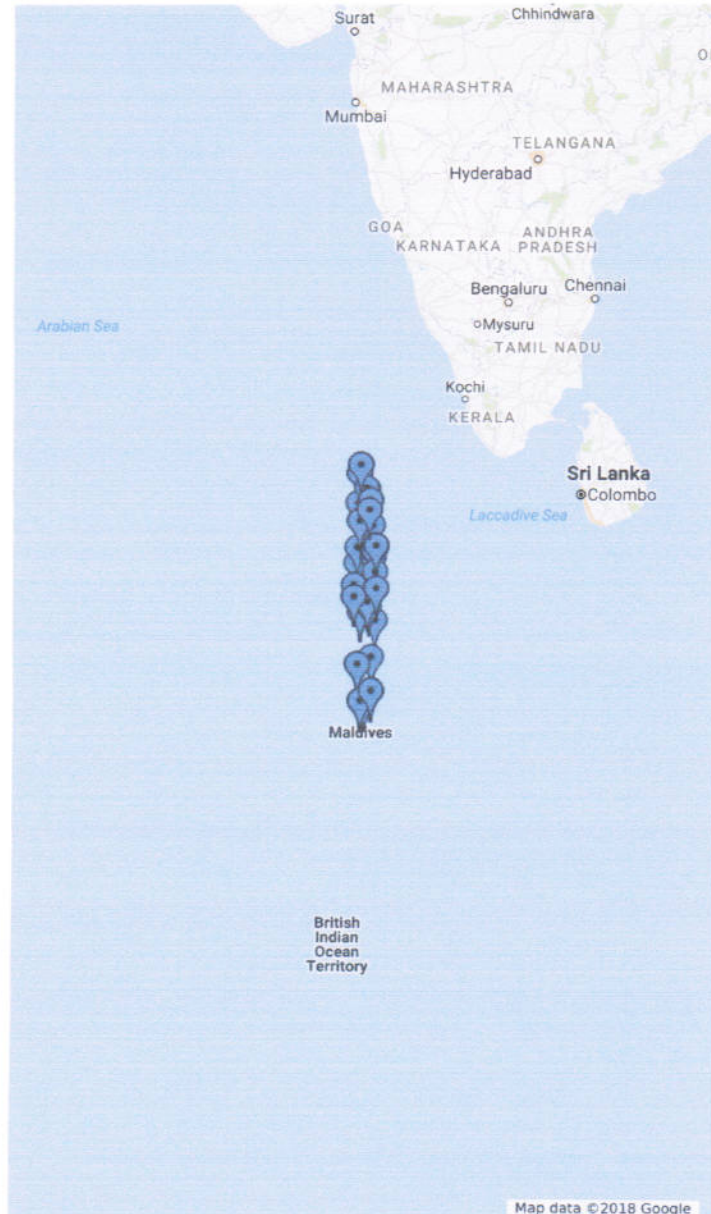 Surat
Chhindwara
MAHARASHTRA
Mumbai
TELANGANA
Hyderabad
GOA
KARNATAKA
ANDHRA
PRADESH
Bengaluru
Chennai
Arabian Sea
Mysuru
TAMIL NADU
Kochi
KERALA
Sri Lanka
Colombo
Laccadive Sea
Maldives
British
Indian
Ocean
Territory
Map data ©2018 Google